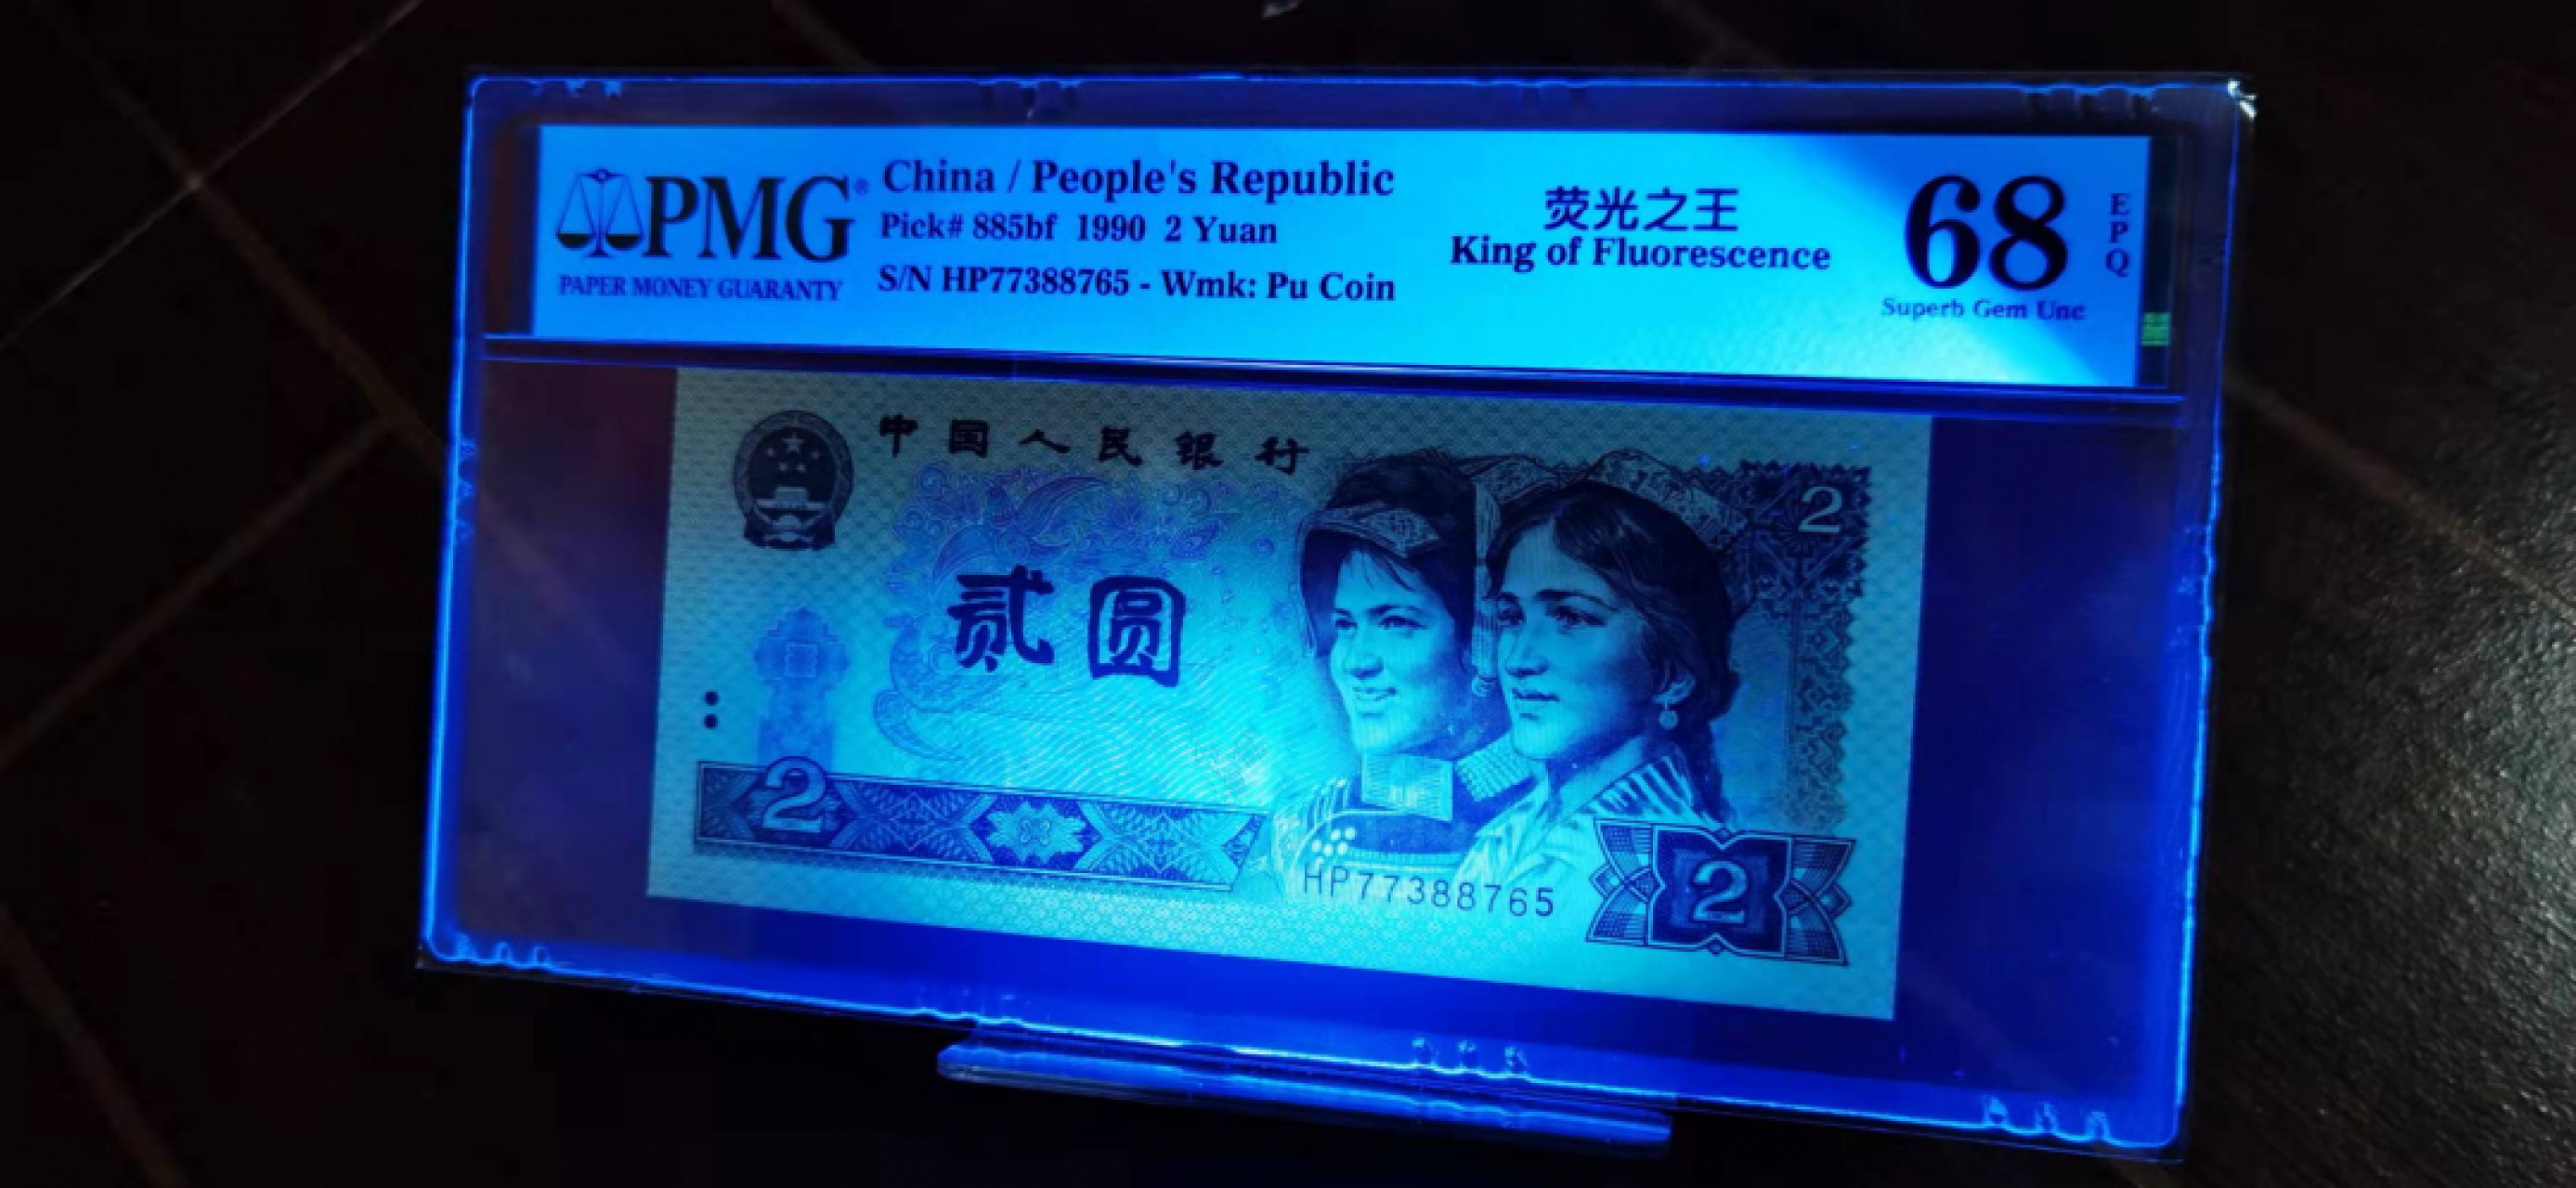 PMG®
PAPER MONEY GUARANTY
China / People's Republic
Pick# 885bf 1990 2 Yuan
S/N HP77388765 - Wmk: Pu Coin
荧光之王
King of Fluorescence
68
EPQ
Superb Gem Unc
中国人民银行
2
贰圆
2
HP77388765
2